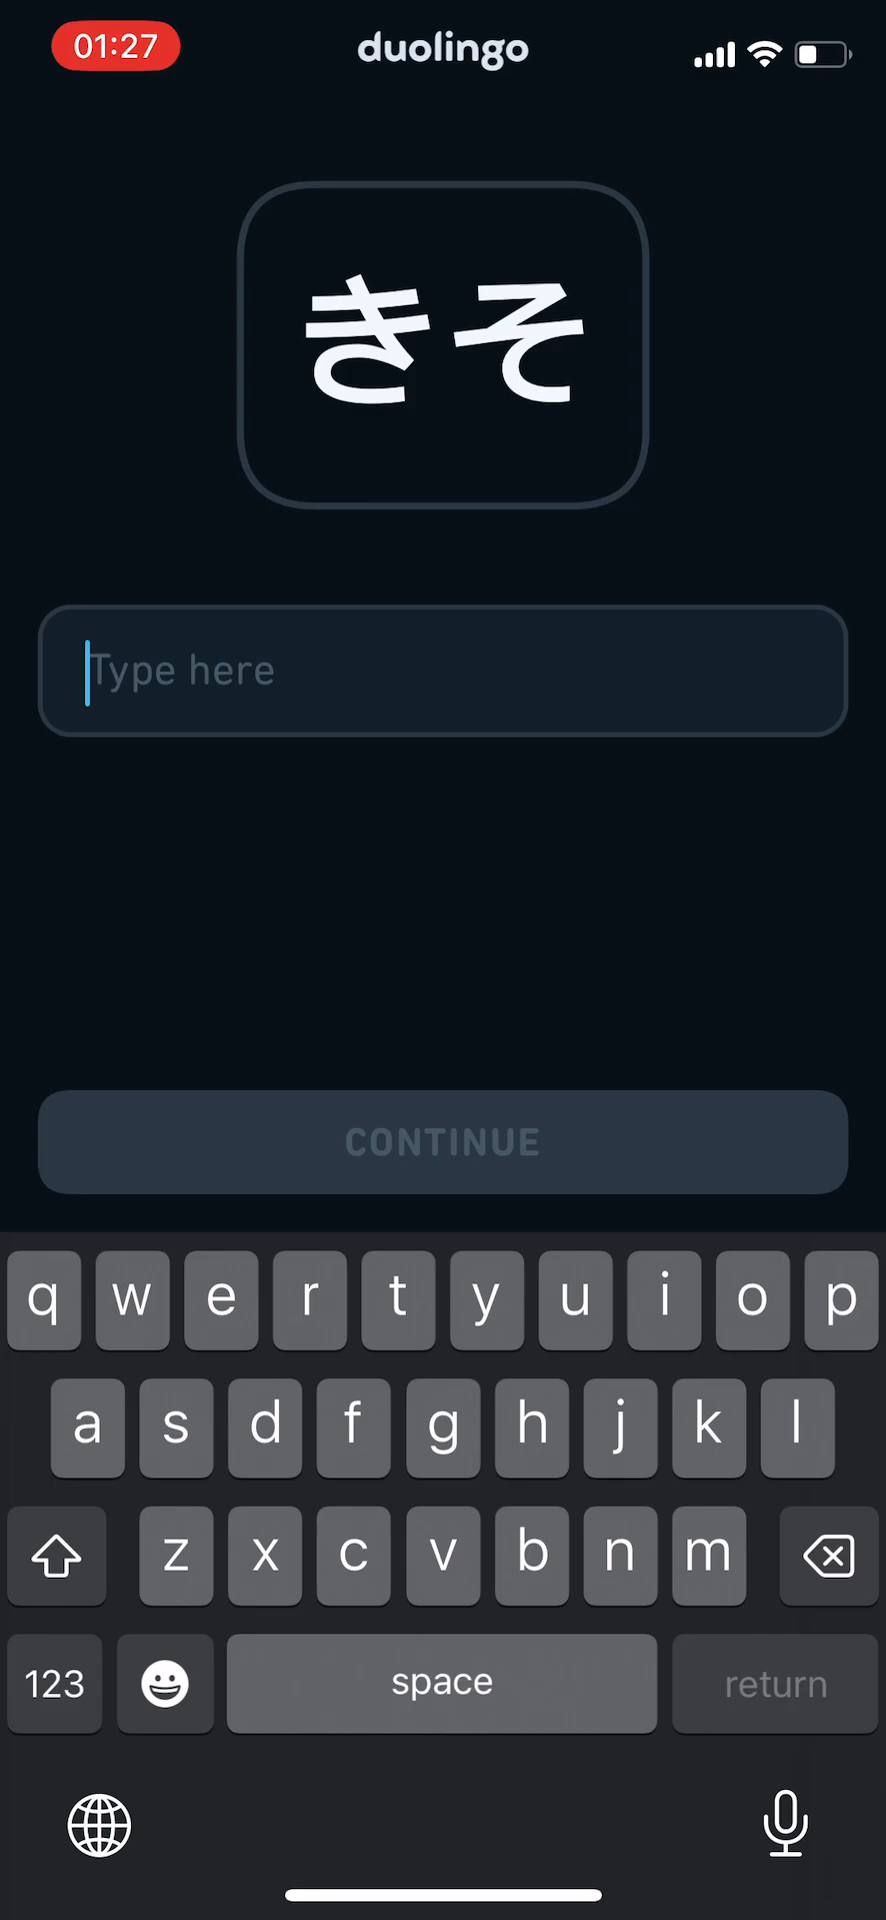 01:27
duolingo
きそ
Type here
CONTINUE
q w e r t y u i o p
a s d f g h j k l
z x c v b n m
123 space return